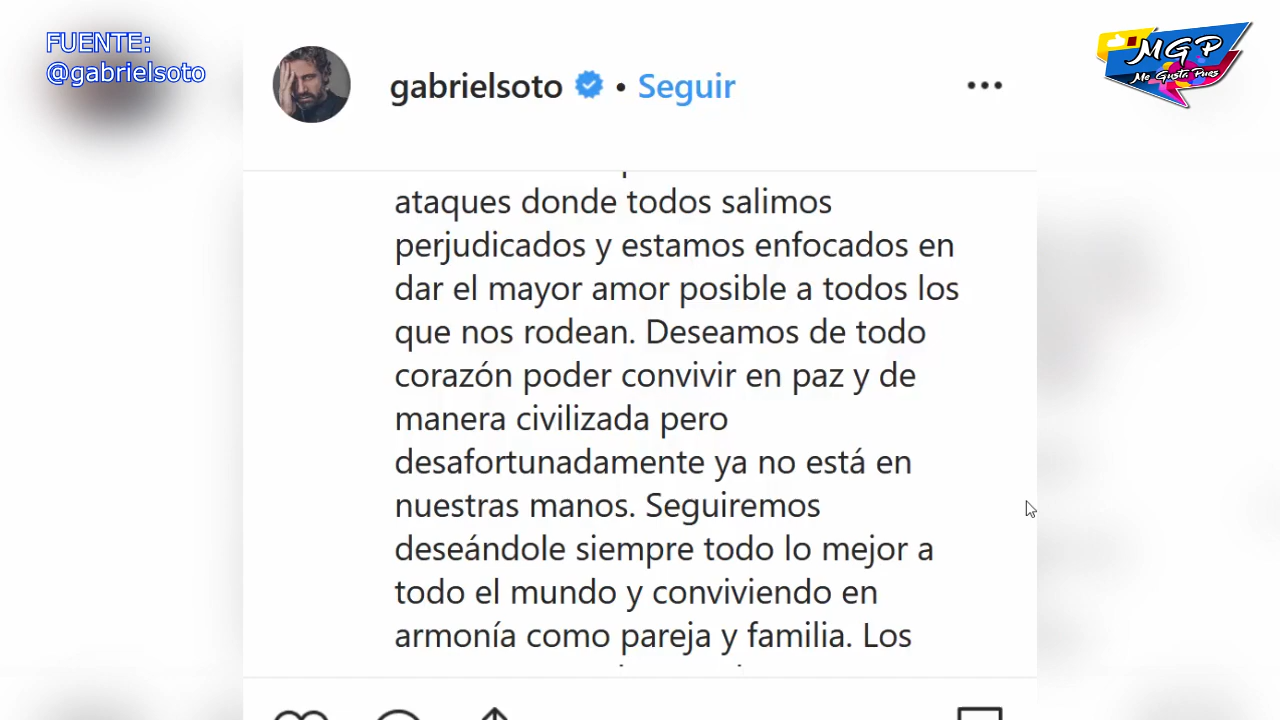 FUENTE:
@gabrielsoto
MGP
Me Gusta Pues
gabrielsoto • Seguir
ataques donde todos salimos
perjudicados y estamos enfocados en
dar el mayor amor posible a todos los
que nos rodean. Deseamos de todo
corazón poder convivir en paz y de
manera civilizada pero
desafortunadamente ya no está en
nuestras manos. Seguiremos
deseándole siempre todo lo mejor a
todo el mundo y conviviendo en
armonía como pareja y familia. Los